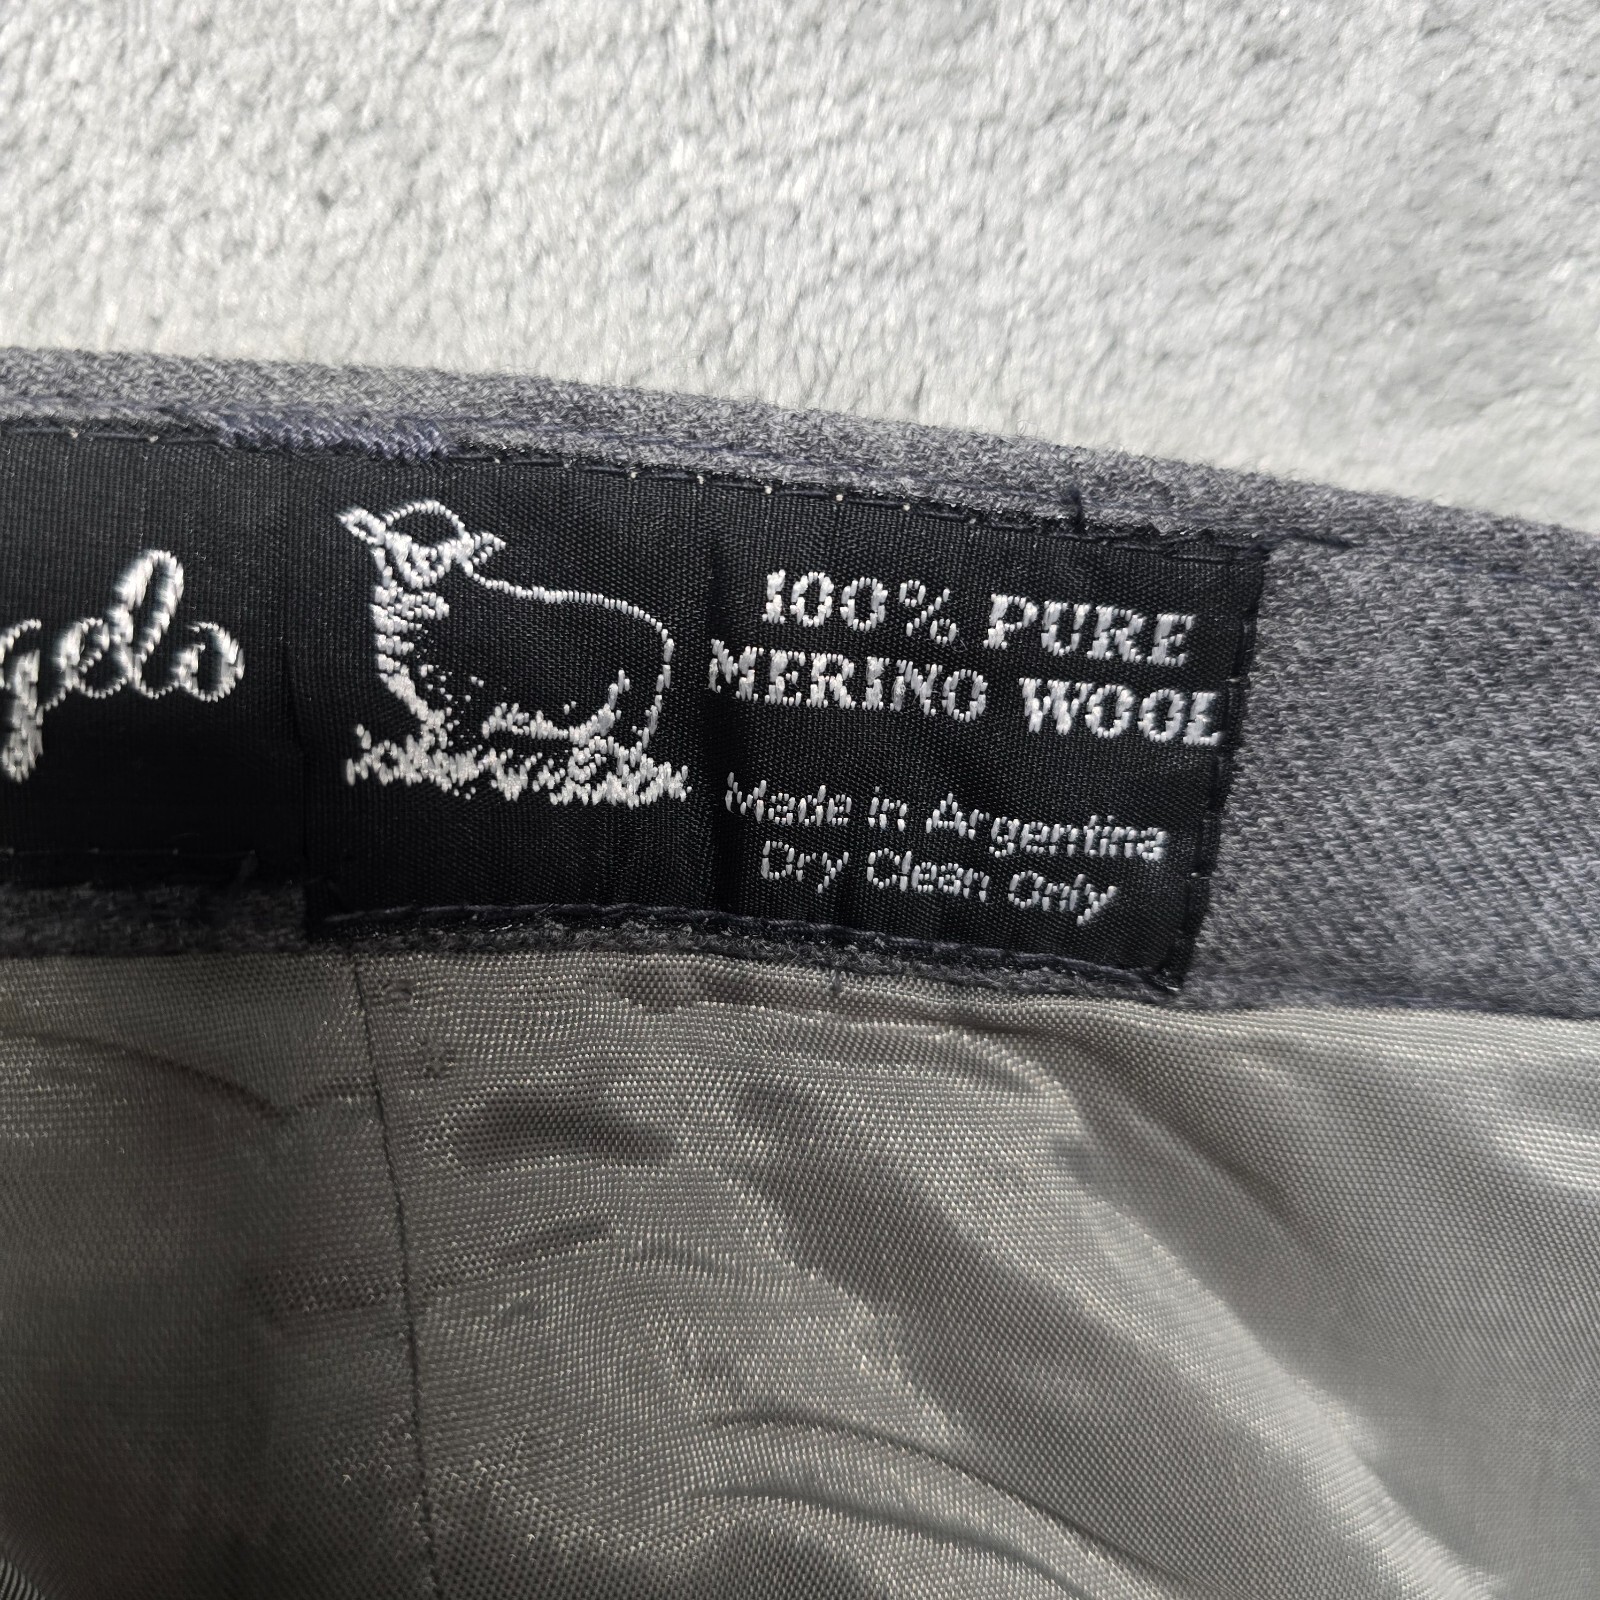 gelo
100% PURE
MERINO WOOL
Made in Argentina
Dry Clean Only